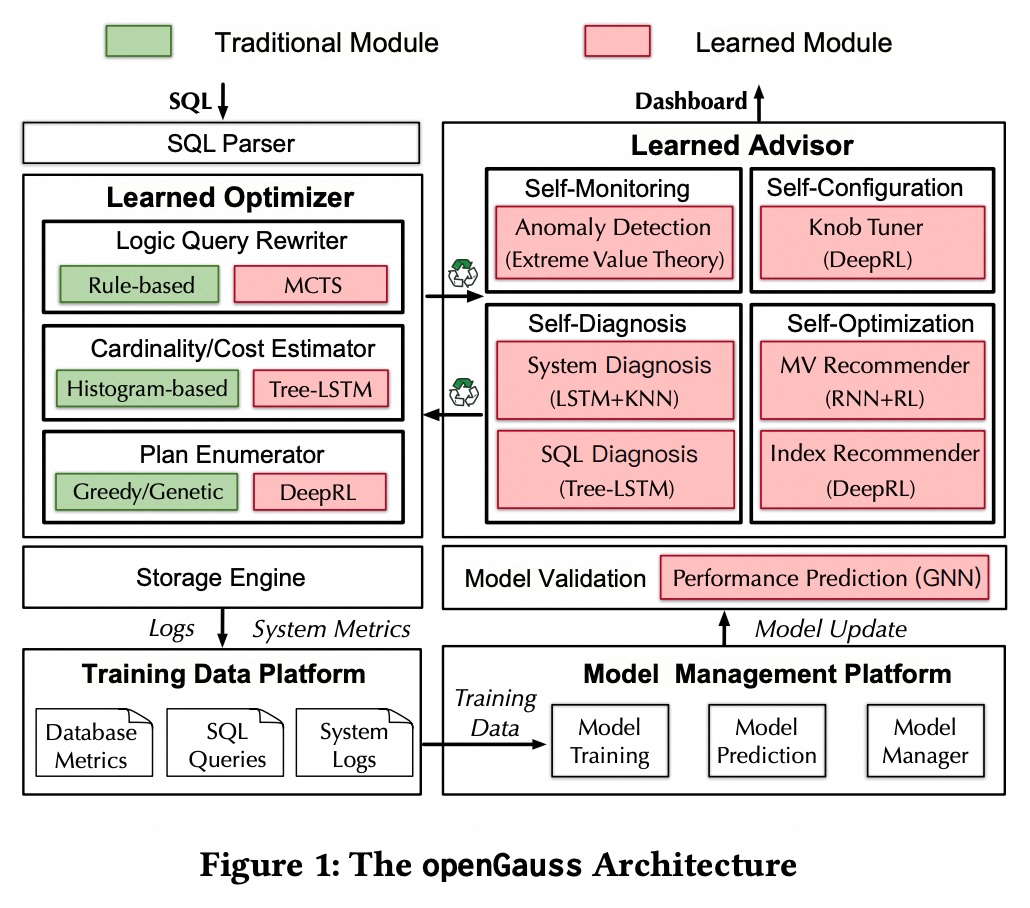 Traditional Module
Learned Module
SQL
SQL Parser
Learned Optimizer
Logic Query Rewriter
Rule-based
MCTS
Cardinality/Cost Estimator
Histogram-based
Tree-LSTM
Plan Enumerator
Greedy/Genetic
DeepRL
Storage Engine
Dashboard
Learned Advisor
Self-Monitoring
Anomaly Detection
(Extreme Value Theory)
Self-Configuration
Knob Tuner
(DeepRL)
Self-Diagnosis
System Diagnosis
(LSTM+KNN)
SQL Diagnosis
(Tree-LSTM)
Self-Optimization
MV Recommender
(RNN+RL)
Index Recommender
(DeepRL)
Model Validation
Performance Prediction (GNN)
Logs
System Metrics
Model Update
Training Data Platform
Database
Metrics
SQL
Queries
System
Logs
Training
Data
Model Management Platform
Model
Training
Model
Prediction
Model
Manager
Figure 1: The openGauss Architecture